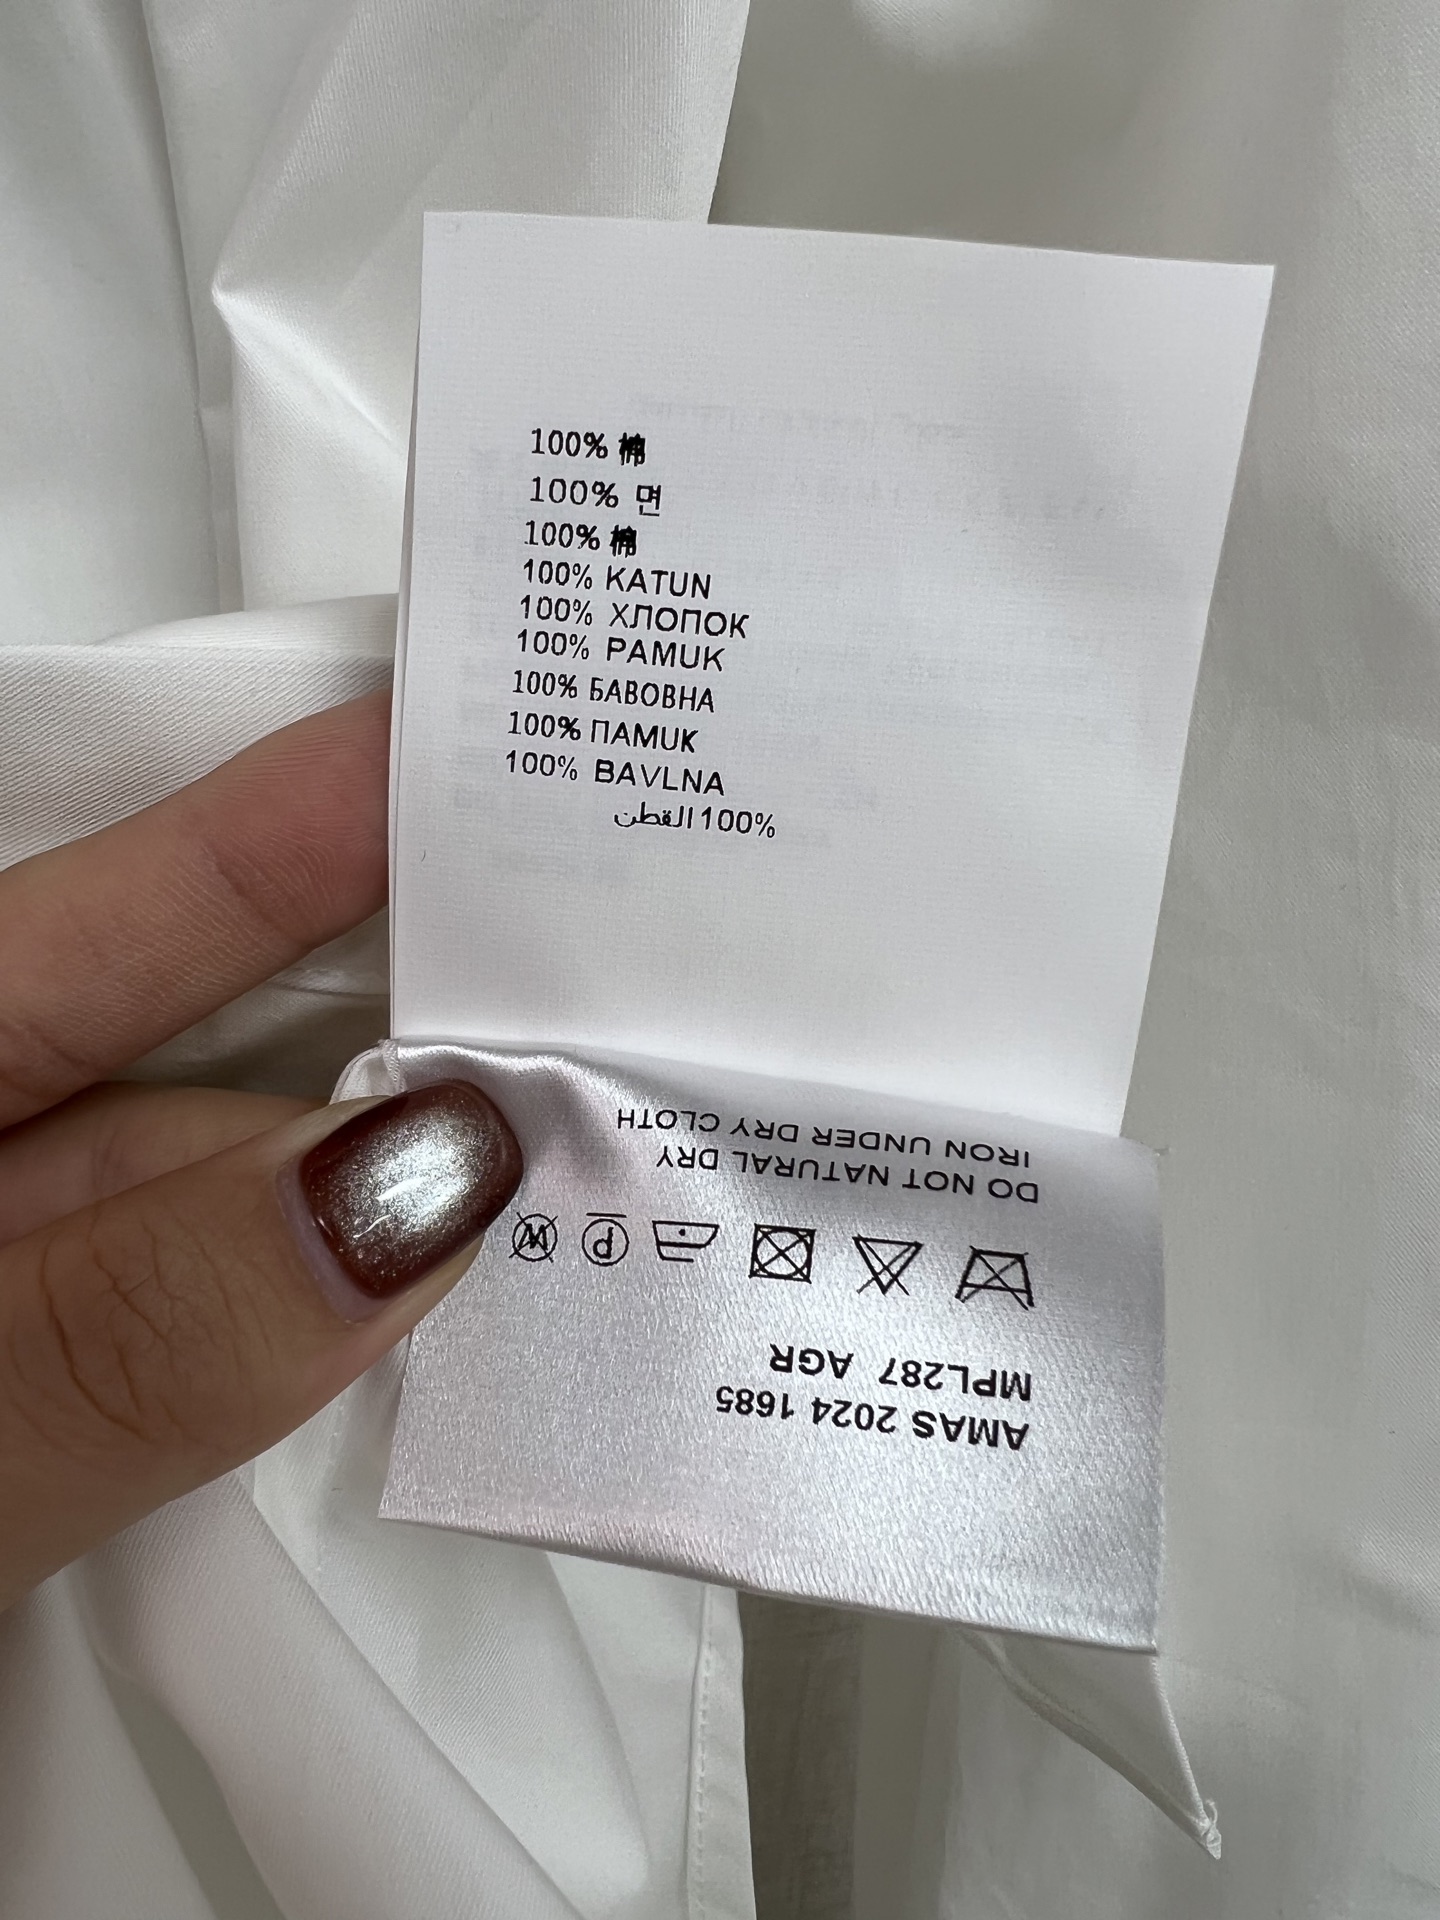 100% 棉
100% 면
100% 棉
100% KATUN
100% ХЛОПОК
100% PAMUK
100% БАВОВНА
100% ПАМUК
100% BAVLNA
100% القطن
AMAS 2024 1685
MPL287 AGR
DO NOT NATURAL DRY
IRON UNDER DRY CLOTH